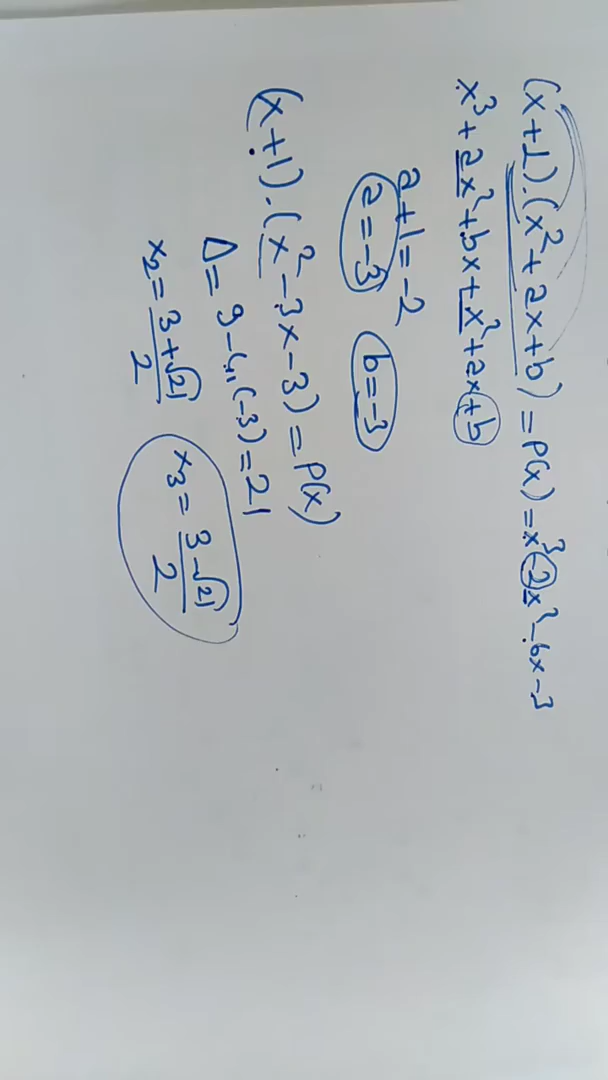 (x+1).(x²+ax+b) = P(x) = x³-2x²-6x-3
x³+ax²+bx+x²+ax+b
a+1=-2
a=-3 b=-3
(x+1).(x²-3x-3) = P(x)
Δ= 9-4.1(-3)=21
x₂= (3+√21)/2 x₃= (3-√21)/2